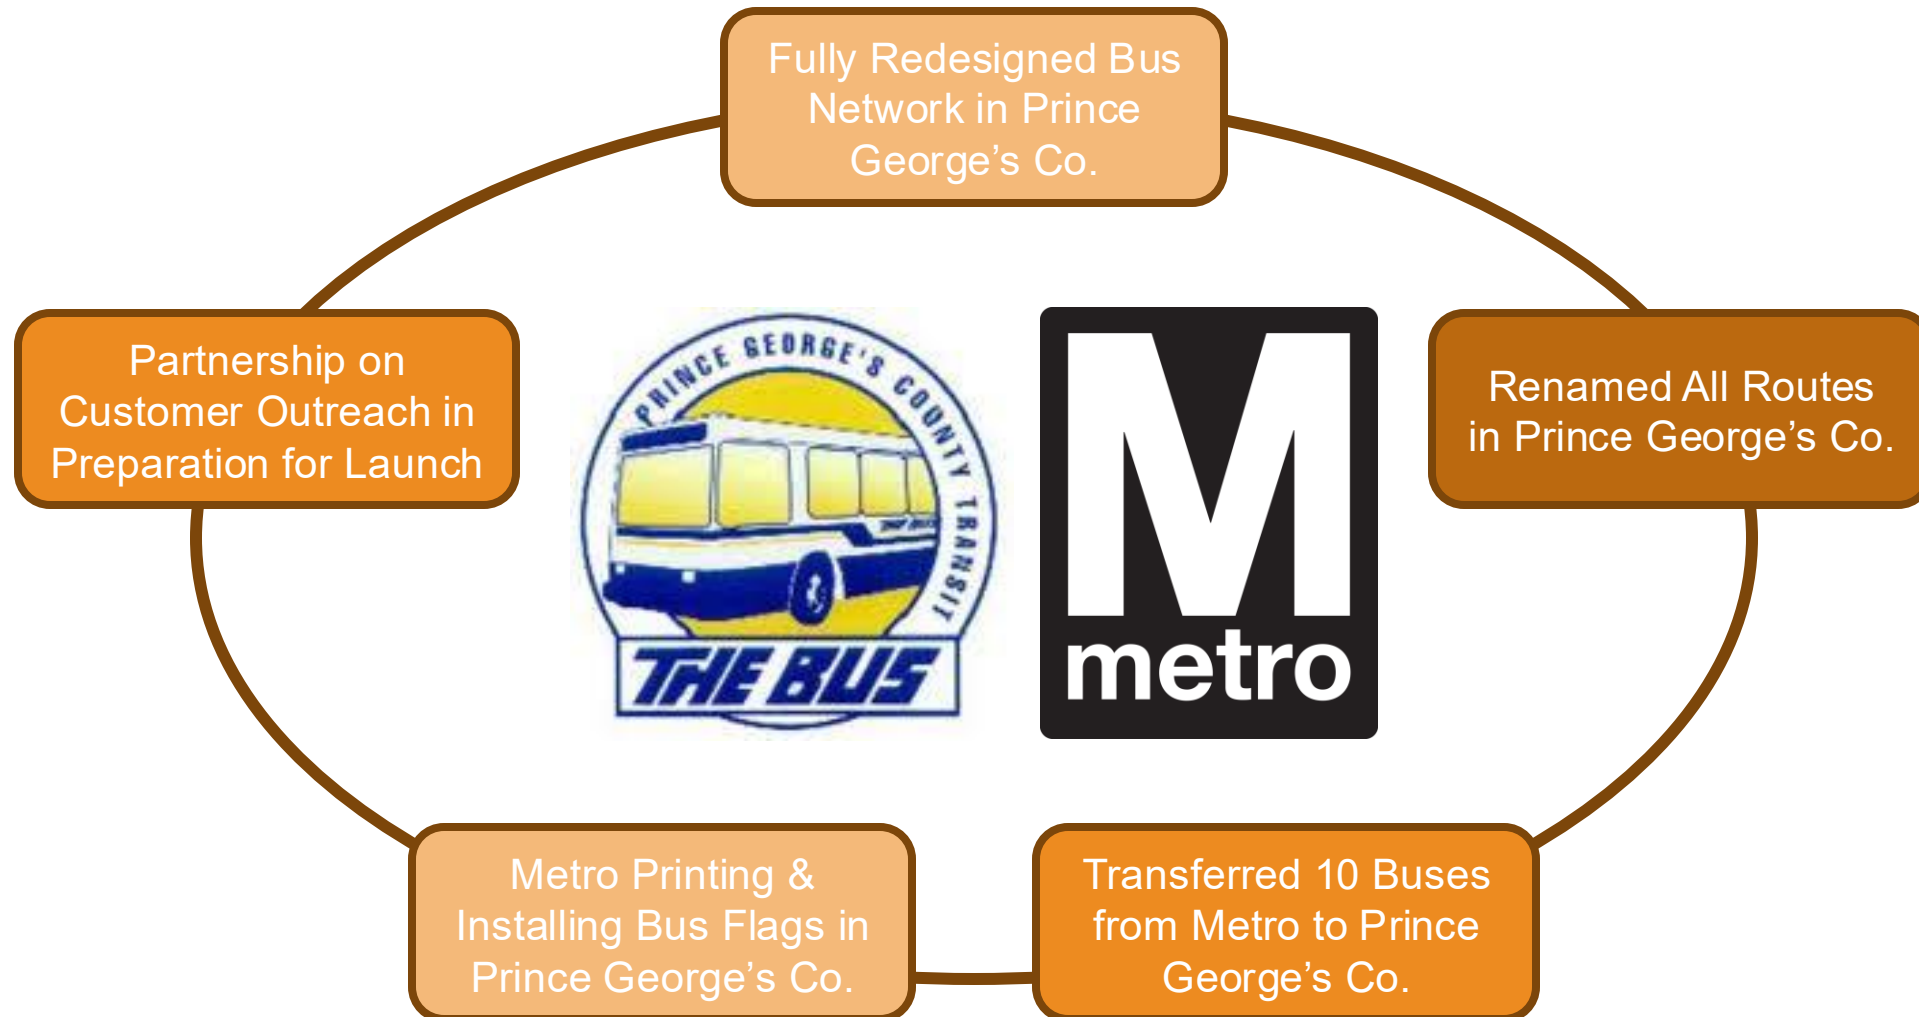 Fully Redesigned Bus
Network in Prince
George’s Co.
Partnership on
Customer Outreach in
Preparation for Launch
PRINCE GEORGE'S COUNTY TRANSIT
THE BUS
THE BUS
M
metro
Renamed All Routes
in Prince George’s Co.
Metro Printing &
Installing Bus Flags in
Prince George’s Co.
Transferred 10 Buses
from Metro to Prince
George’s Co.